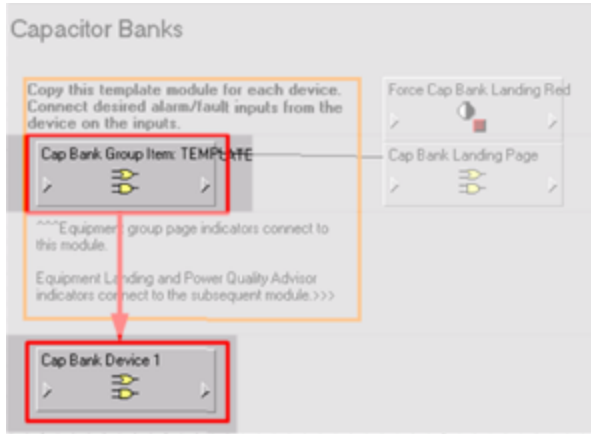 Capacitor Banks
Copy this template module for each device.
Connect desired alarm/fault inputs from the
device on the inputs.
Force Cap Bank Landing Red
Cap Bank Group Item: TEMPLATE
Cap Bank Landing Page
^^^Equipment group page indicators connect to
this module.
Equipment Landing and Power Quality Advisor
indicators connect to the subsequent module.>>>
Cap Bank Device 1